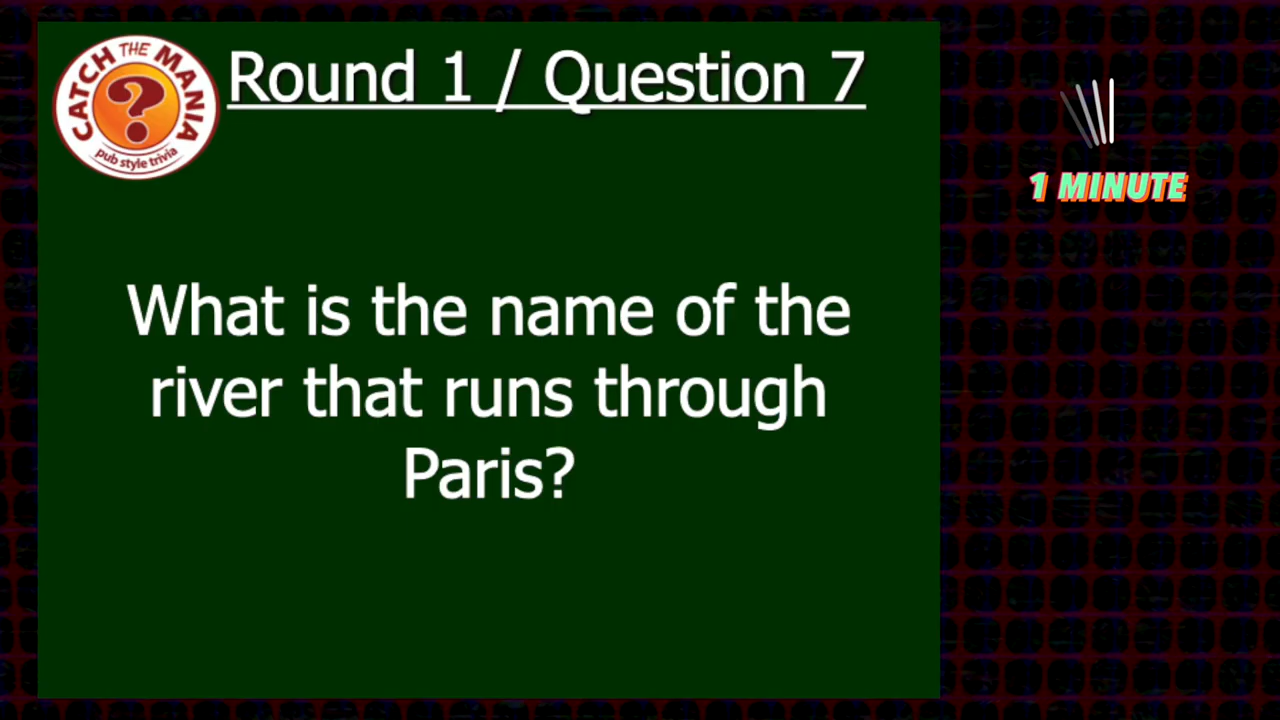 CATCH THE MANIA
?
pub style trivia
Round 1 / Question 7
1 MINUTE
What is the name of the
river that runs through
Paris?